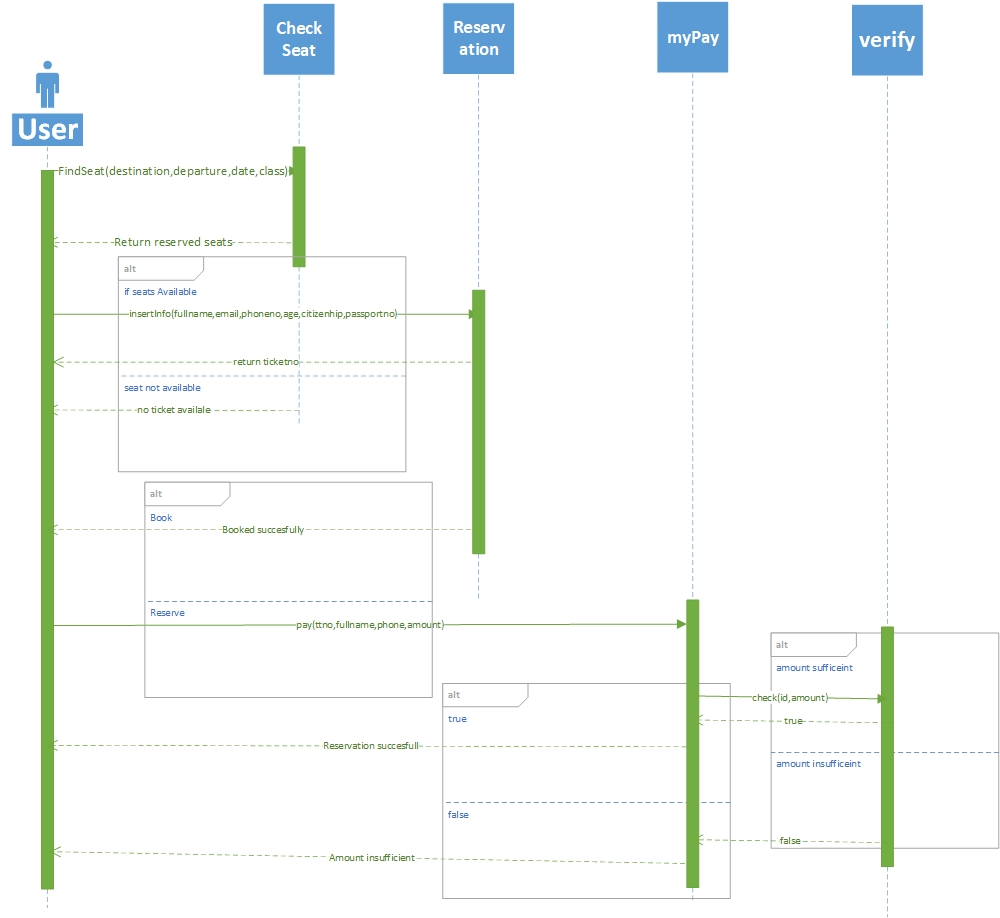 Check
Seat
Reserv
ation
myPay
verify
User
FindSeat(destination,departure,date,class)
Return reserved seats
alt
if seats Available
insertInfo(fullname,email,phoneno,age,citizenhip,passportno)
return ticketno
seat not available
no ticket availale
alt
Book
Booked succesfully
Reserve
pay(ttno,fullname,phone,amount)
alt
amount sufficeint
alt
check(id,amount)
true
true
Reservation succesfull
amount insufficeint
false
false
Amount insufficient